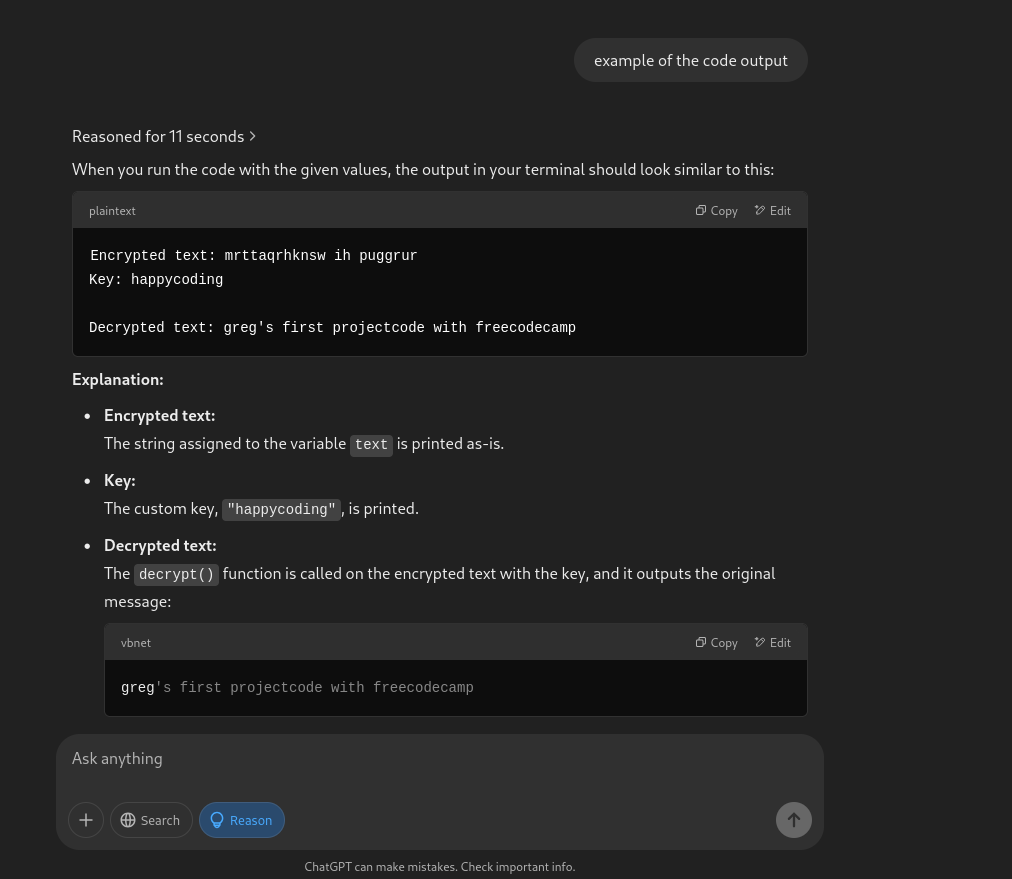 example of the code output
Reasoned for 11 seconds
When you run the code with the given values, the output in your terminal should look similar to this:
plaintext
Copy
Edit
Encrypted text: mrttaqrhknsw ih puggrur
Key: happycoding
Decrypted text: greg's first projectcode with freecodecamp
Explanation:
• Encrypted text:
The string assigned to the variable text is printed as-is.
• Key:
The custom key, "happycoding", is printed.
• Decrypted text:
The decrypt() function is called on the encrypted text with the key, and it outputs the original
message:
vbnet
Copy
Edit
greg's first projectcode with freecodecamp
Ask anything
Search
Reason
ChatGPT can make mistakes. Check important info.